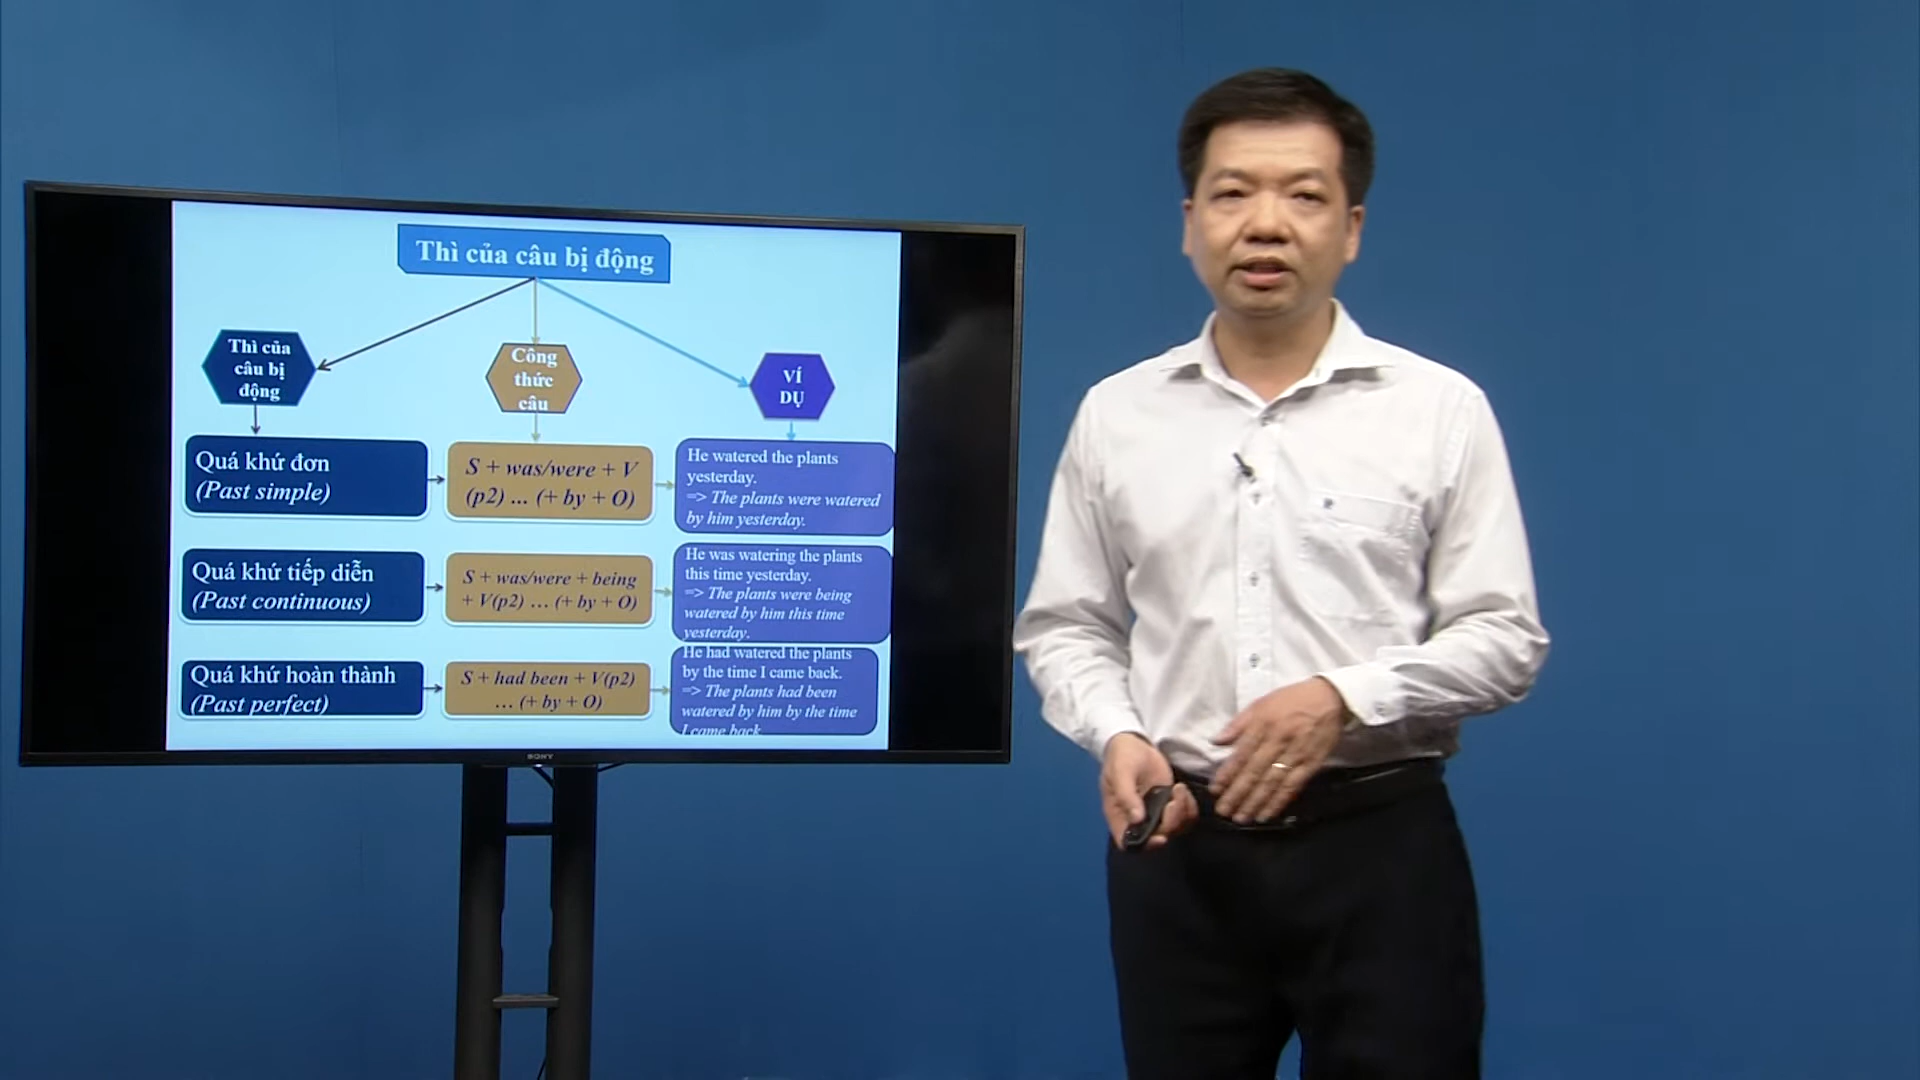 Thì của câu bị động
Thì của
câu bị
động
Công
thức
câu
VÍ
DỤ
Quá khứ đơn
(Past simple)
S + was/were + V
(p2) ... (+ by + O)
He watered the plants
yesterday.
=> The plants were watered
by him yesterday.
Quá khứ tiếp diễn
(Past continuous)
S + was/were + being
+ V(p2) … (+ by + O)
He was watering the plants
this time yesterday.
=> The plants were being
watered by him this time
yesterday.
Quá khứ hoàn thành
(Past perfect)
S + had been + V(p2)
… (+ by + O)
He had watered the plants
by the time I came back.
=> The plants had been
watered by him by the time
I came back
SONY